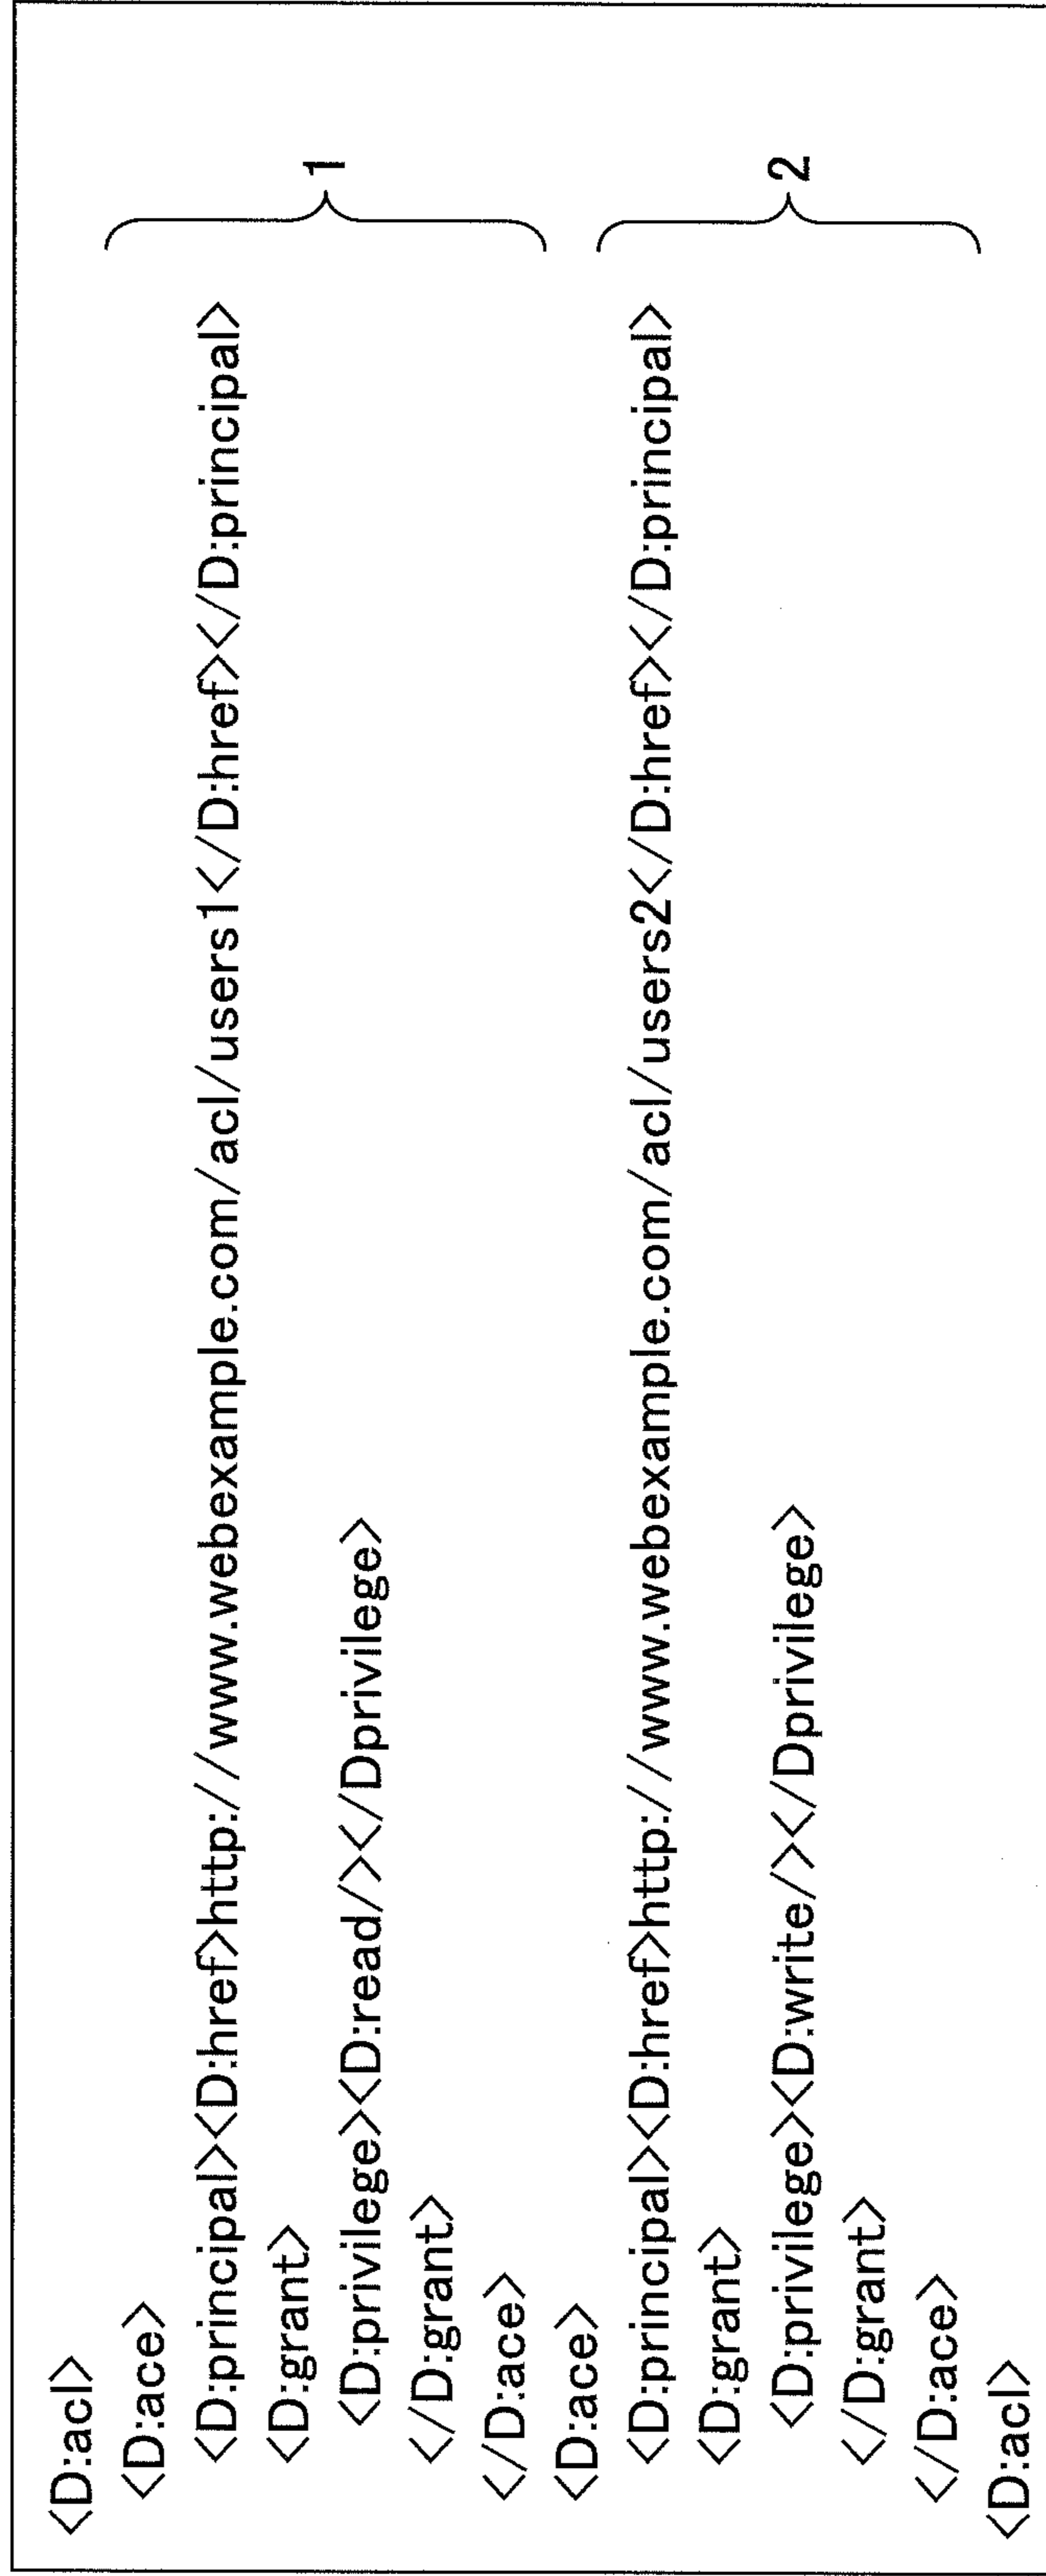 <D:acl>
<D:ace>
<D:principal><D:href>http://www.webexample.com/acl/users1</D:href></D:principal>
<D:grant>
<D:privilege><D:read/></Dprivilege>
</D:grant>
</D:ace>
1
<D:ace>
<D:principal><D:href>http://www.webexample.com/acl/users2</D:href></D:principal>
<D:grant>
<D:privilege><D:write/></Dprivilege>
</D:grant>
</D:ace>
2
<D:acl>